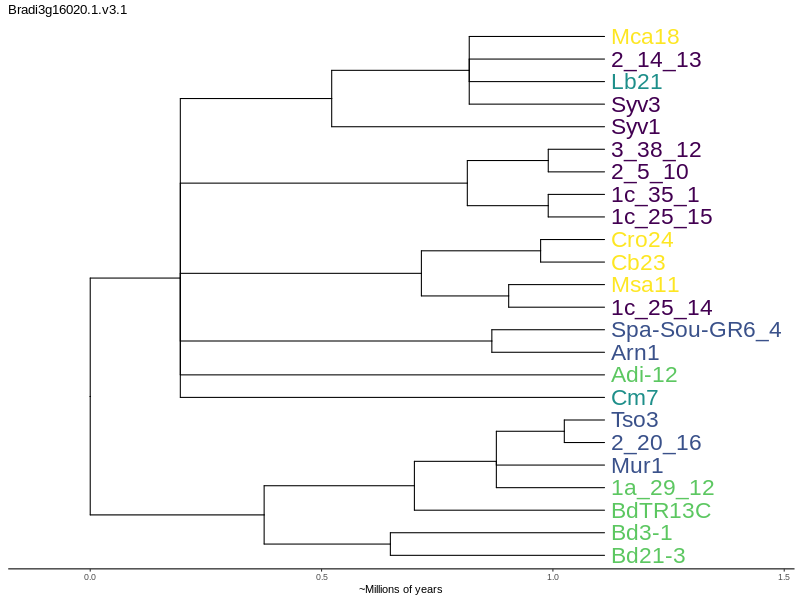 Bradi3g16020.1.v3.1
Mca18
2_14_13
Lb21
Syv3
Syv1
3_38_12
2_5_10
1c_35_1
1c_25_15
Cro24
Cb23
Msa11
1c_25_14
Spa-Sou-GR6_4
Arn1
Adi-12
Cm7
Tso3
2_20_16
Mur1
1a_29_12
BdTR13C
Bd3-1
Bd21-3
0.0 0.5 1.0 1.5
~Millions of years